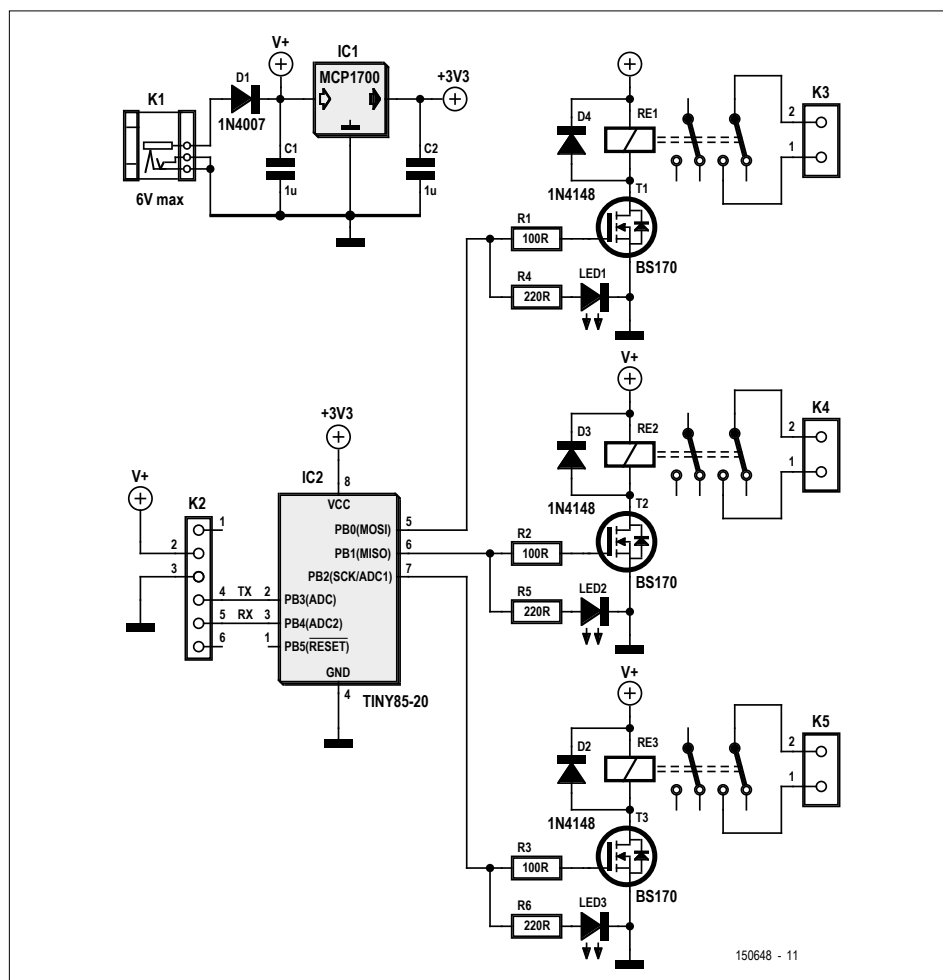 V+
IC1
MCP1700
+3V3
D1
K1
1N4007
C1
1u
C2
1u
6V max
D4
RE1
K3
2
1
1N4148
T1
R1
100R
BS170
R4
220R
LED1
V+
D3
RE2
K4
2
1
1N4148
T2
R2
100R
BS170
R5
220R
LED2
+3V3
IC2
8
VCC
V+
K2
1
2
3
4
5
6
TX
RX
2
3
1
PB0(MOSI)
5
PB1(MISO)
6
PB2(SCK/ADC1)
7
PB3(ADC)
PB4(ADC2)
PB5(RESET)
GND
4
TINY85-20
V+
D2
RE3
K5
2
1
1N4148
T3
R3
100R
BS170
R6
220R
LED3
150648 - 11